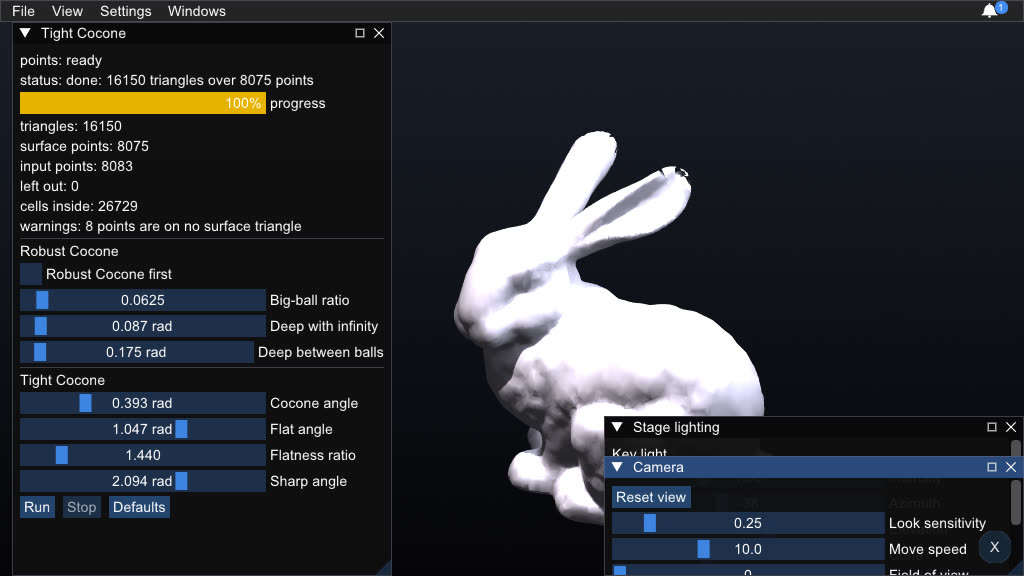 File View Settings Windows
1
Tight Cocone
points: ready
status: done: 16150 triangles over 8075 points
100% progress
triangles: 16150
surface points: 8075
input points: 8083
left out: 0
cells inside: 26729
warnings: 8 points are on no surface triangle
Robust Cocone
Robust Cocone first
0.0625 Big-ball ratio
0.087 rad Deep with infinity
0.175 rad Deep between balls
Tight Cocone
0.393 rad Cocone angle
1.047 rad Flat angle
1.440 Flatness ratio
2.094 rad Sharp angle
Run Stop Defaults
Stage lighting
Key light
Camera
Reset view
38 Azimuth
0.25 Look sensitivity
10.0 Move speed
X
0 Field of view